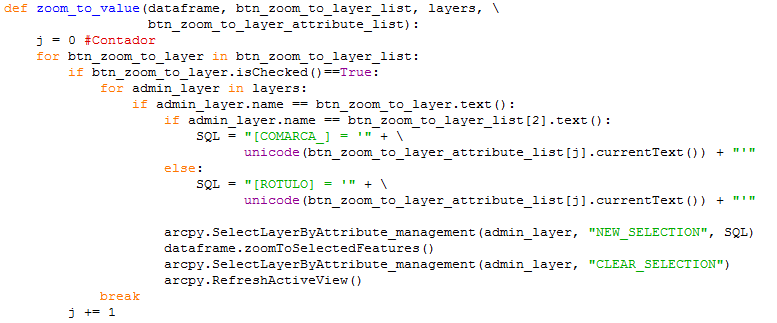 def zoom_to_value(dataframe, btn_zoom_to_layer_list, layers, \
                  btn_zoom_to_layer_attribute_list):
    j = 0 #Contador
    for btn_zoom_to_layer in btn_zoom_to_layer_list:
        if btn_zoom_to_layer.isChecked()==True:
            for admin_layer in layers:
                if admin_layer.name == btn_zoom_to_layer.text():
                    if admin_layer.name == btn_zoom_to_layer_list[2].text():
                        SQL = "[COMARCA_] = '" + \
                              unicode(btn_zoom_to_layer_attribute_list[j].currentText()) + "'"
                    else:
                        SQL = "[ROTULO] = '" + \
                              unicode(btn_zoom_to_layer_attribute_list[j].currentText()) + "'"

                    arcpy.SelectLayerByAttribute_management(admin_layer, "NEW_SELECTION", SQL)
                    dataframe.zoomToSelectedFeatures()
                    arcpy.SelectLayerByAttribute_management(admin_layer, "CLEAR_SELECTION")
                    arcpy.RefreshActiveView()
            break
        j += 1